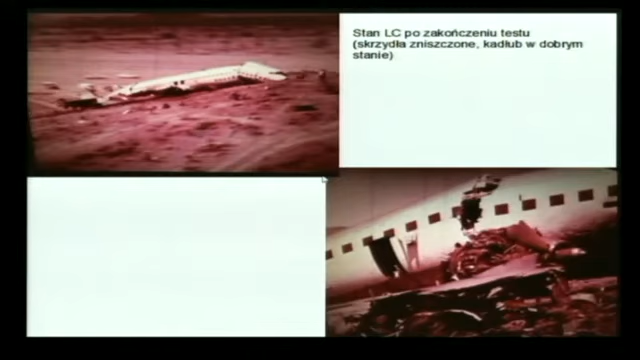 Stan LC po zakończeniu testu
(skrzydła zniszczone, kadłub w dobrym
stanie)